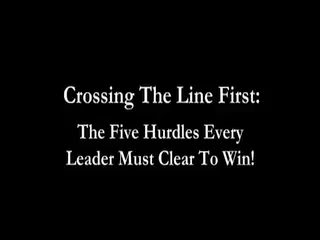 Crossing The Line First:
The Five Hurdles Every
Leader Must Clear To Win!